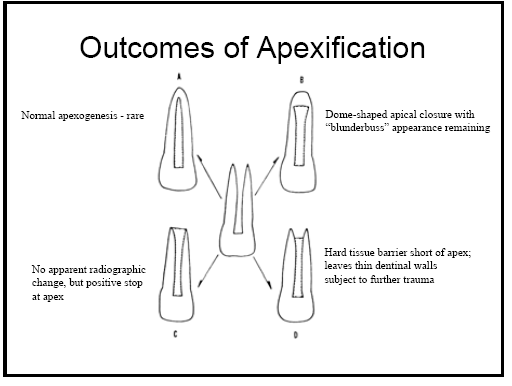 Outcomes of Apexification
A
B
Normal apexogenesis - rare
Dome-shaped apical closure with
“blunderbuss” appearance remaining
No apparent radiographic
change, but positive stop
at apex
Hard tissue barrier short of apex;
leaves thin dentinal walls
subject to further trauma
C
D